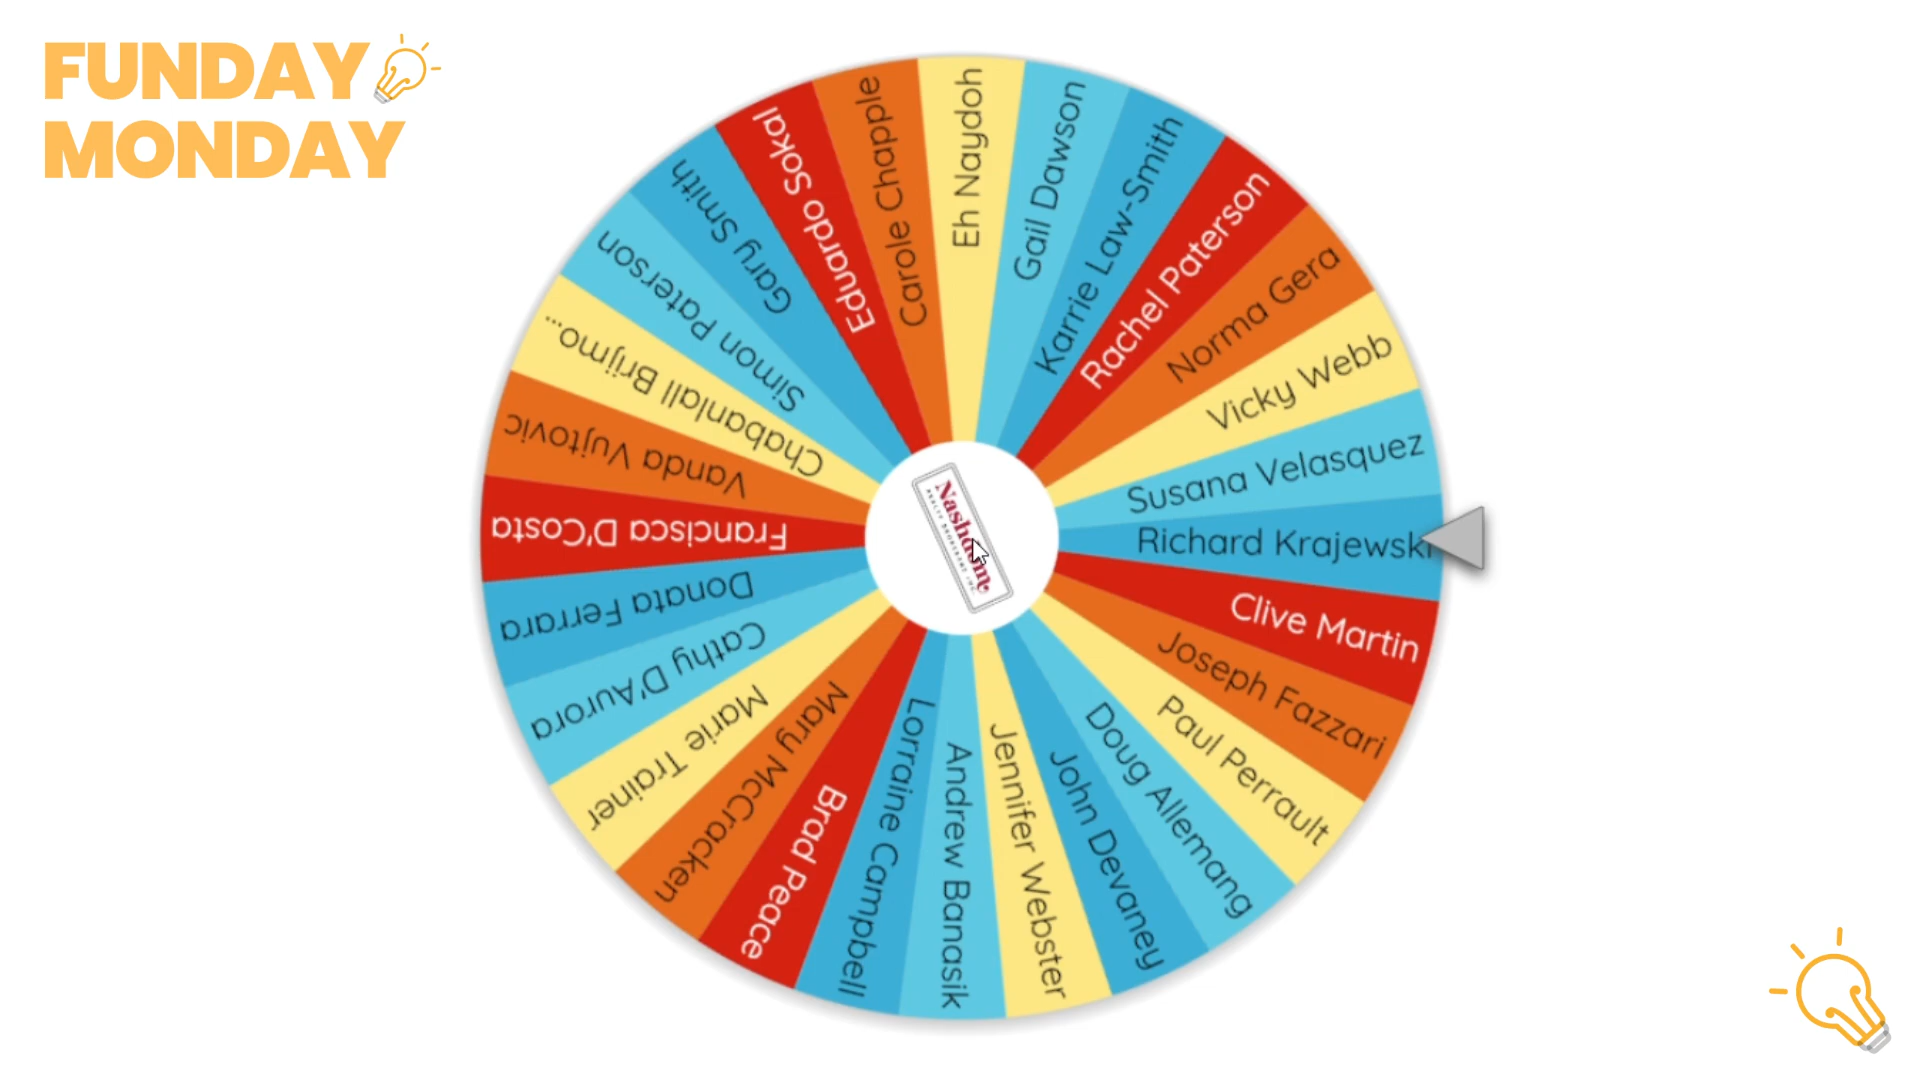 FUNDAY
MONDAY
Eh Naydoh
Gail Dawson
Karrie Law-Smith
Rachel Paterson
Norma Gera
Vicky Webb
Susana Velasquez
Richard Krajewski
Clive Martin
Joseph Fazzari
Paul Perrault
Doug Allemang
John Devaney
Jennifer Webster
Andrew Banasik
Lorraine Campbell
Brad Peace
Mary McCracken
Marie Trainer
Cathy D'Aurora
Donata Ferrara
Francisca D'Costa
Vanda Vujtovic
Chabanlall Brijmo...
Simon Paterson
Gary Smith
Eduardo Sokal
Carole Chapple